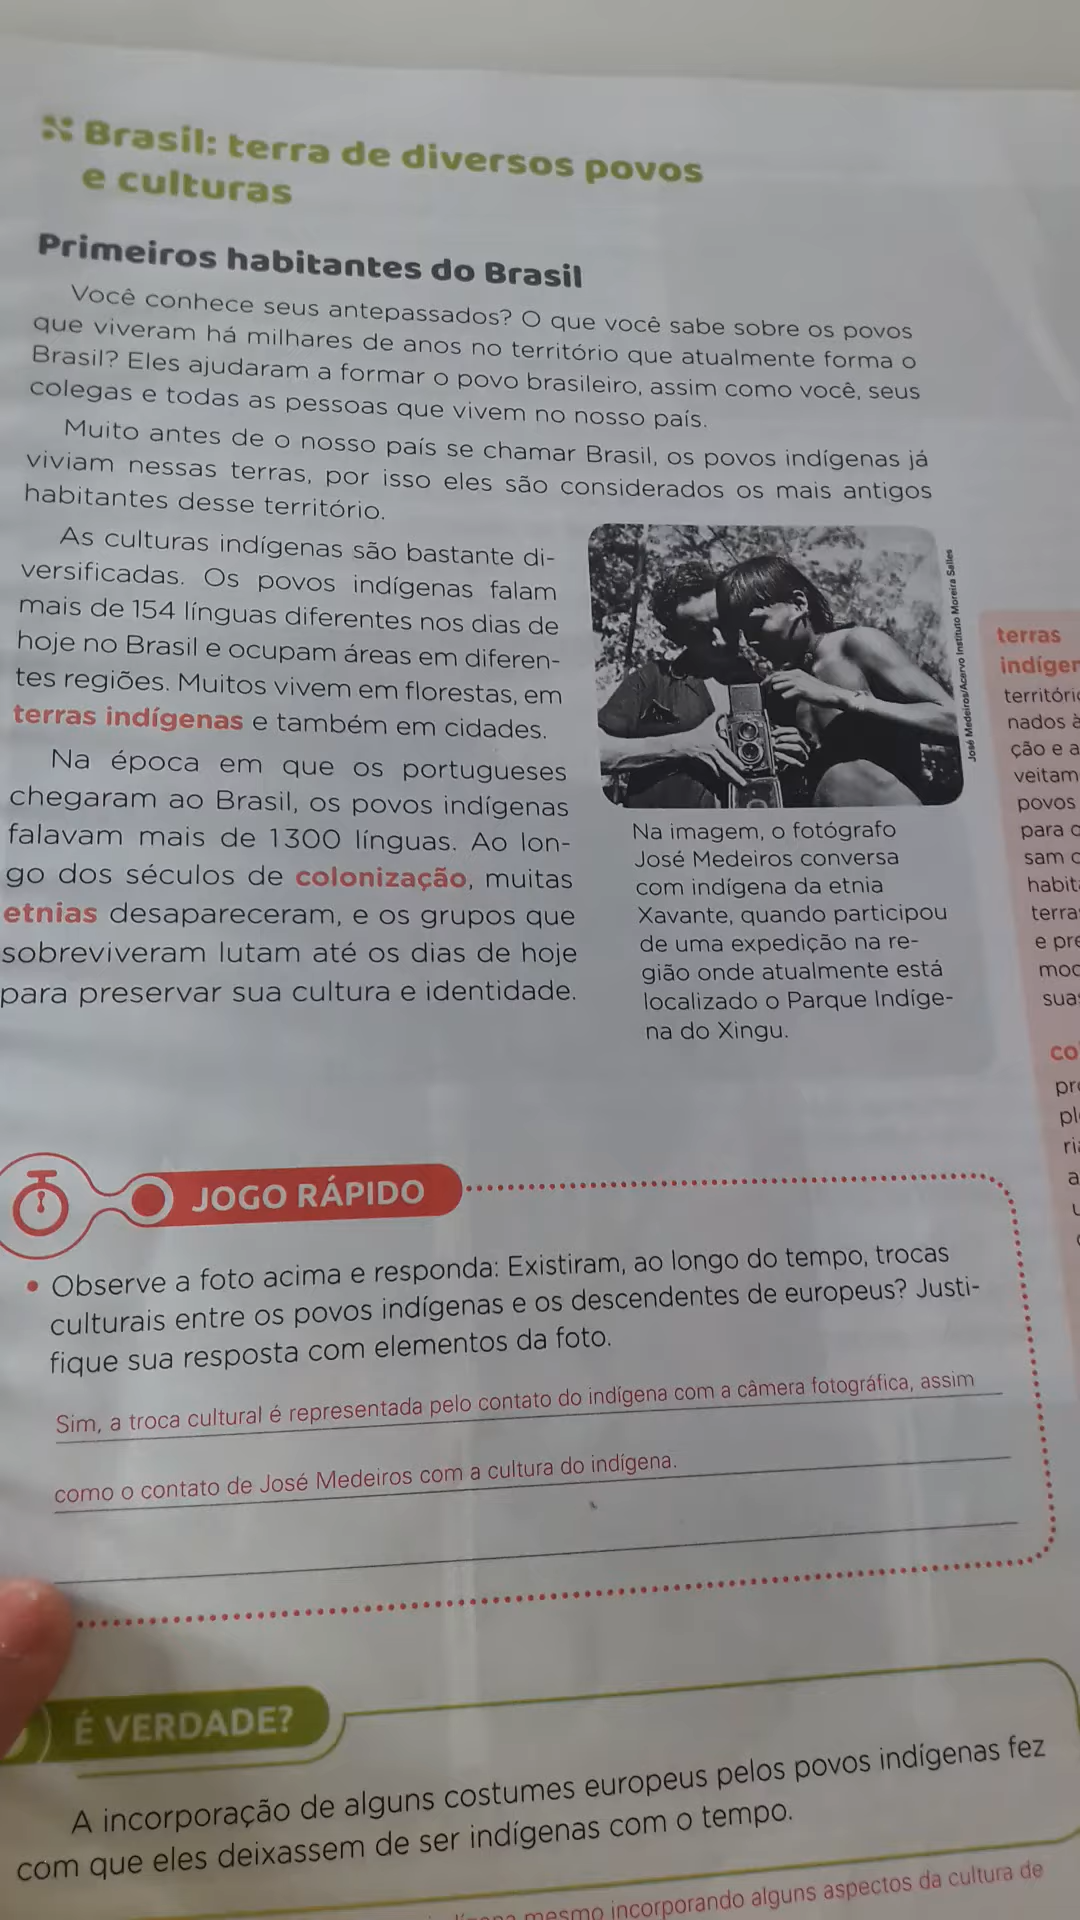 Brasil: terra de diversos povos
e culturas
Primeiros habitantes do Brasil
Você conhece seus antepassados? O que você sabe sobre os povos
que viveram há milhares de anos no território que atualmente forma o
Brasil? Eles ajudaram a formar o povo brasileiro, assim como você, seus
colegas e todas as pessoas que vivem no nosso país.
Muito antes de o nosso país se chamar Brasil, os povos indígenas já
viviam nessas terras, por isso eles são considerados os mais antigos
habitantes desse território.
As culturas indígenas são bastante di-
versificadas. Os povos indígenas falam
mais de 154 línguas diferentes nos dias de
hoje no Brasil e ocupam áreas em diferen-
tes regiões. Muitos vivem em florestas, em
terras indígenas e também em cidades.
Na época em que os portugueses
chegaram ao Brasil, os povos indígenas
falavam mais de 1300 línguas. Ao lon-
go dos séculos de colonização, muitas
etnias desapareceram, e os grupos que
sobreviveram lutam até os dias de hoje
para preservar sua cultura e identidade.
José Medeiros/Acervo Instituto Moreira Salles
Na imagem, o fotógrafo
José Medeiros conversa
com indígena da etnia
Xavante, quando participou
de uma expedição na re-
gião onde atualmente está
localizado o Parque Indíge-
na do Xingu.
terras
indíger
territóri
nados à
ção e a
veitam
povos
para o
sam
habit
terra
e pre
moc
sua
co
pr
pl
ri
a
JOGO RÁPIDO
• Observe a foto acima e responda: Existiram, ao longo do tempo, trocas
culturais entre os povos indígenas e os descendentes de europeus? Justi-
fique sua resposta com elementos da foto.
Sim, a troca cultural é representada pelo contato do indígena com a câmera fotográfica, assim
como o contato de José Medeiros com a cultura do indígena.
É VERDADE?
A incorporação de alguns costumes europeus pelos povos indígenas fez
com que eles deixassem de ser indígenas com o tempo.
mesmo incorporando alguns aspectos da cultura de